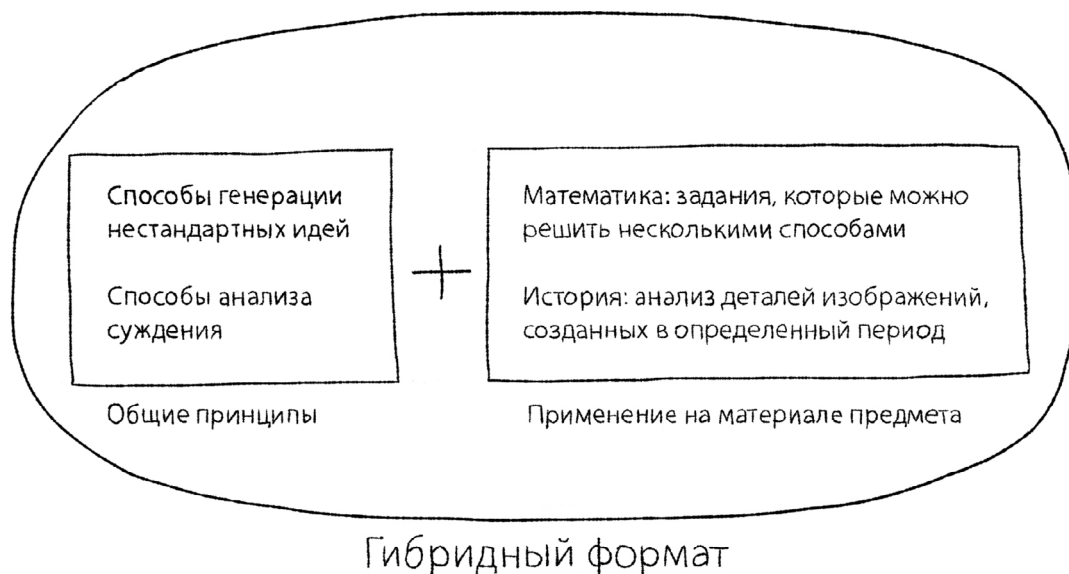 Способы генерации
нестандартных идей
Способы анализа
суждения
Общие принципы
Математика: задания, которые можно
решить несколькими способами
История: анализ деталей изображений,
созданных в определенный период
Применение на материале предмета
Гибридный формат